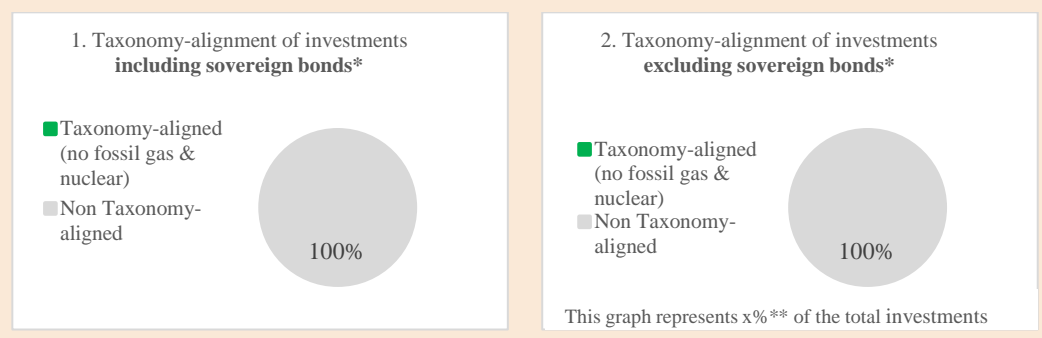 1. Taxonomy-alignment of investments
including sovereign bonds*
Taxonomy-aligned
(no fossil gas &
nuclear)
Non Taxonomy-
aligned
100%
2. Taxonomy-alignment of investments
excluding sovereign bonds*
Taxonomy-aligned
(no fossil gas &
nuclear)
Non Taxonomy-
aligned
100%
This graph represents x%** of the total investments